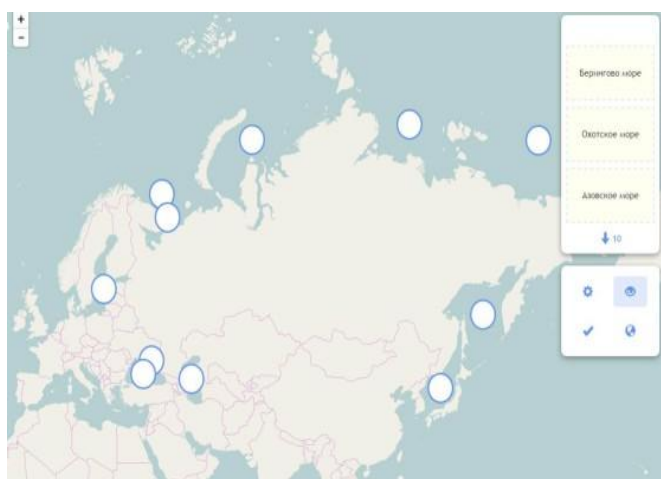 +
−
Берингово море
Охотское море
Азовское море
10